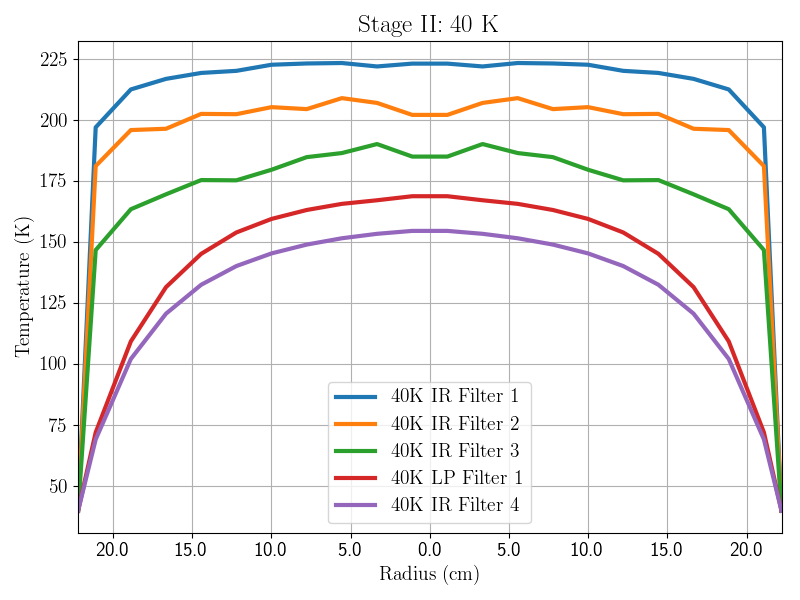 Stage II: 40 K
Temperature (K)
225
200
175
150
125
100
75
50
40K IR Filter 1
40K IR Filter 2
40K IR Filter 3
40K LP Filter 1
40K IR Filter 4
20.0 15.0 10.0 5.0 0.0 5.0 10.0 15.0 20.0
Radius (cm)